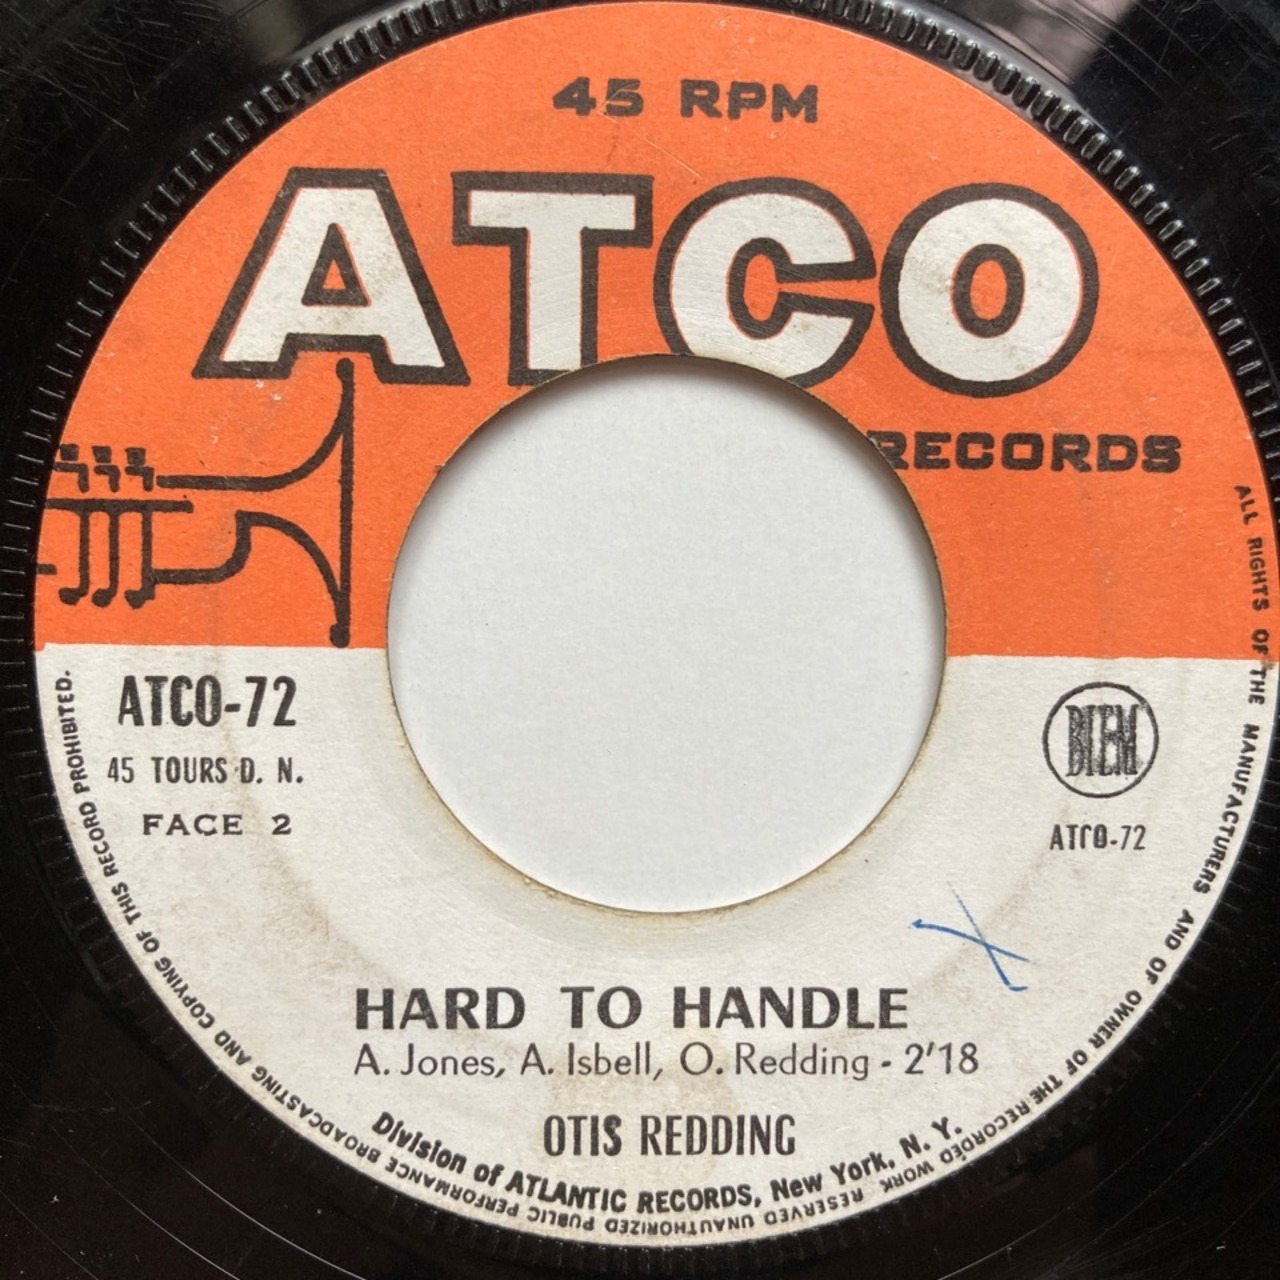 45 RPM
ATCO
RECORDS
ATCO-72
45 TOURS D. N.
FACE 2
BIEM
ATCO-72
HARD TO HANDLE
A. Jones, A. Isbell, O. Redding - 2'18
OTIS REDDING
Division of ATLANTIC RECORDS, New York, N. Y.
ALL RIGHTS OF THE MANUFACTURERS AND OF OWNER OF THE RECORDED WORK RESERVED UNAUTHORIZED PUBLIC PERFORMANCE BROADCASTING AND COPYING OF THIS RECORD PROHIBITED.